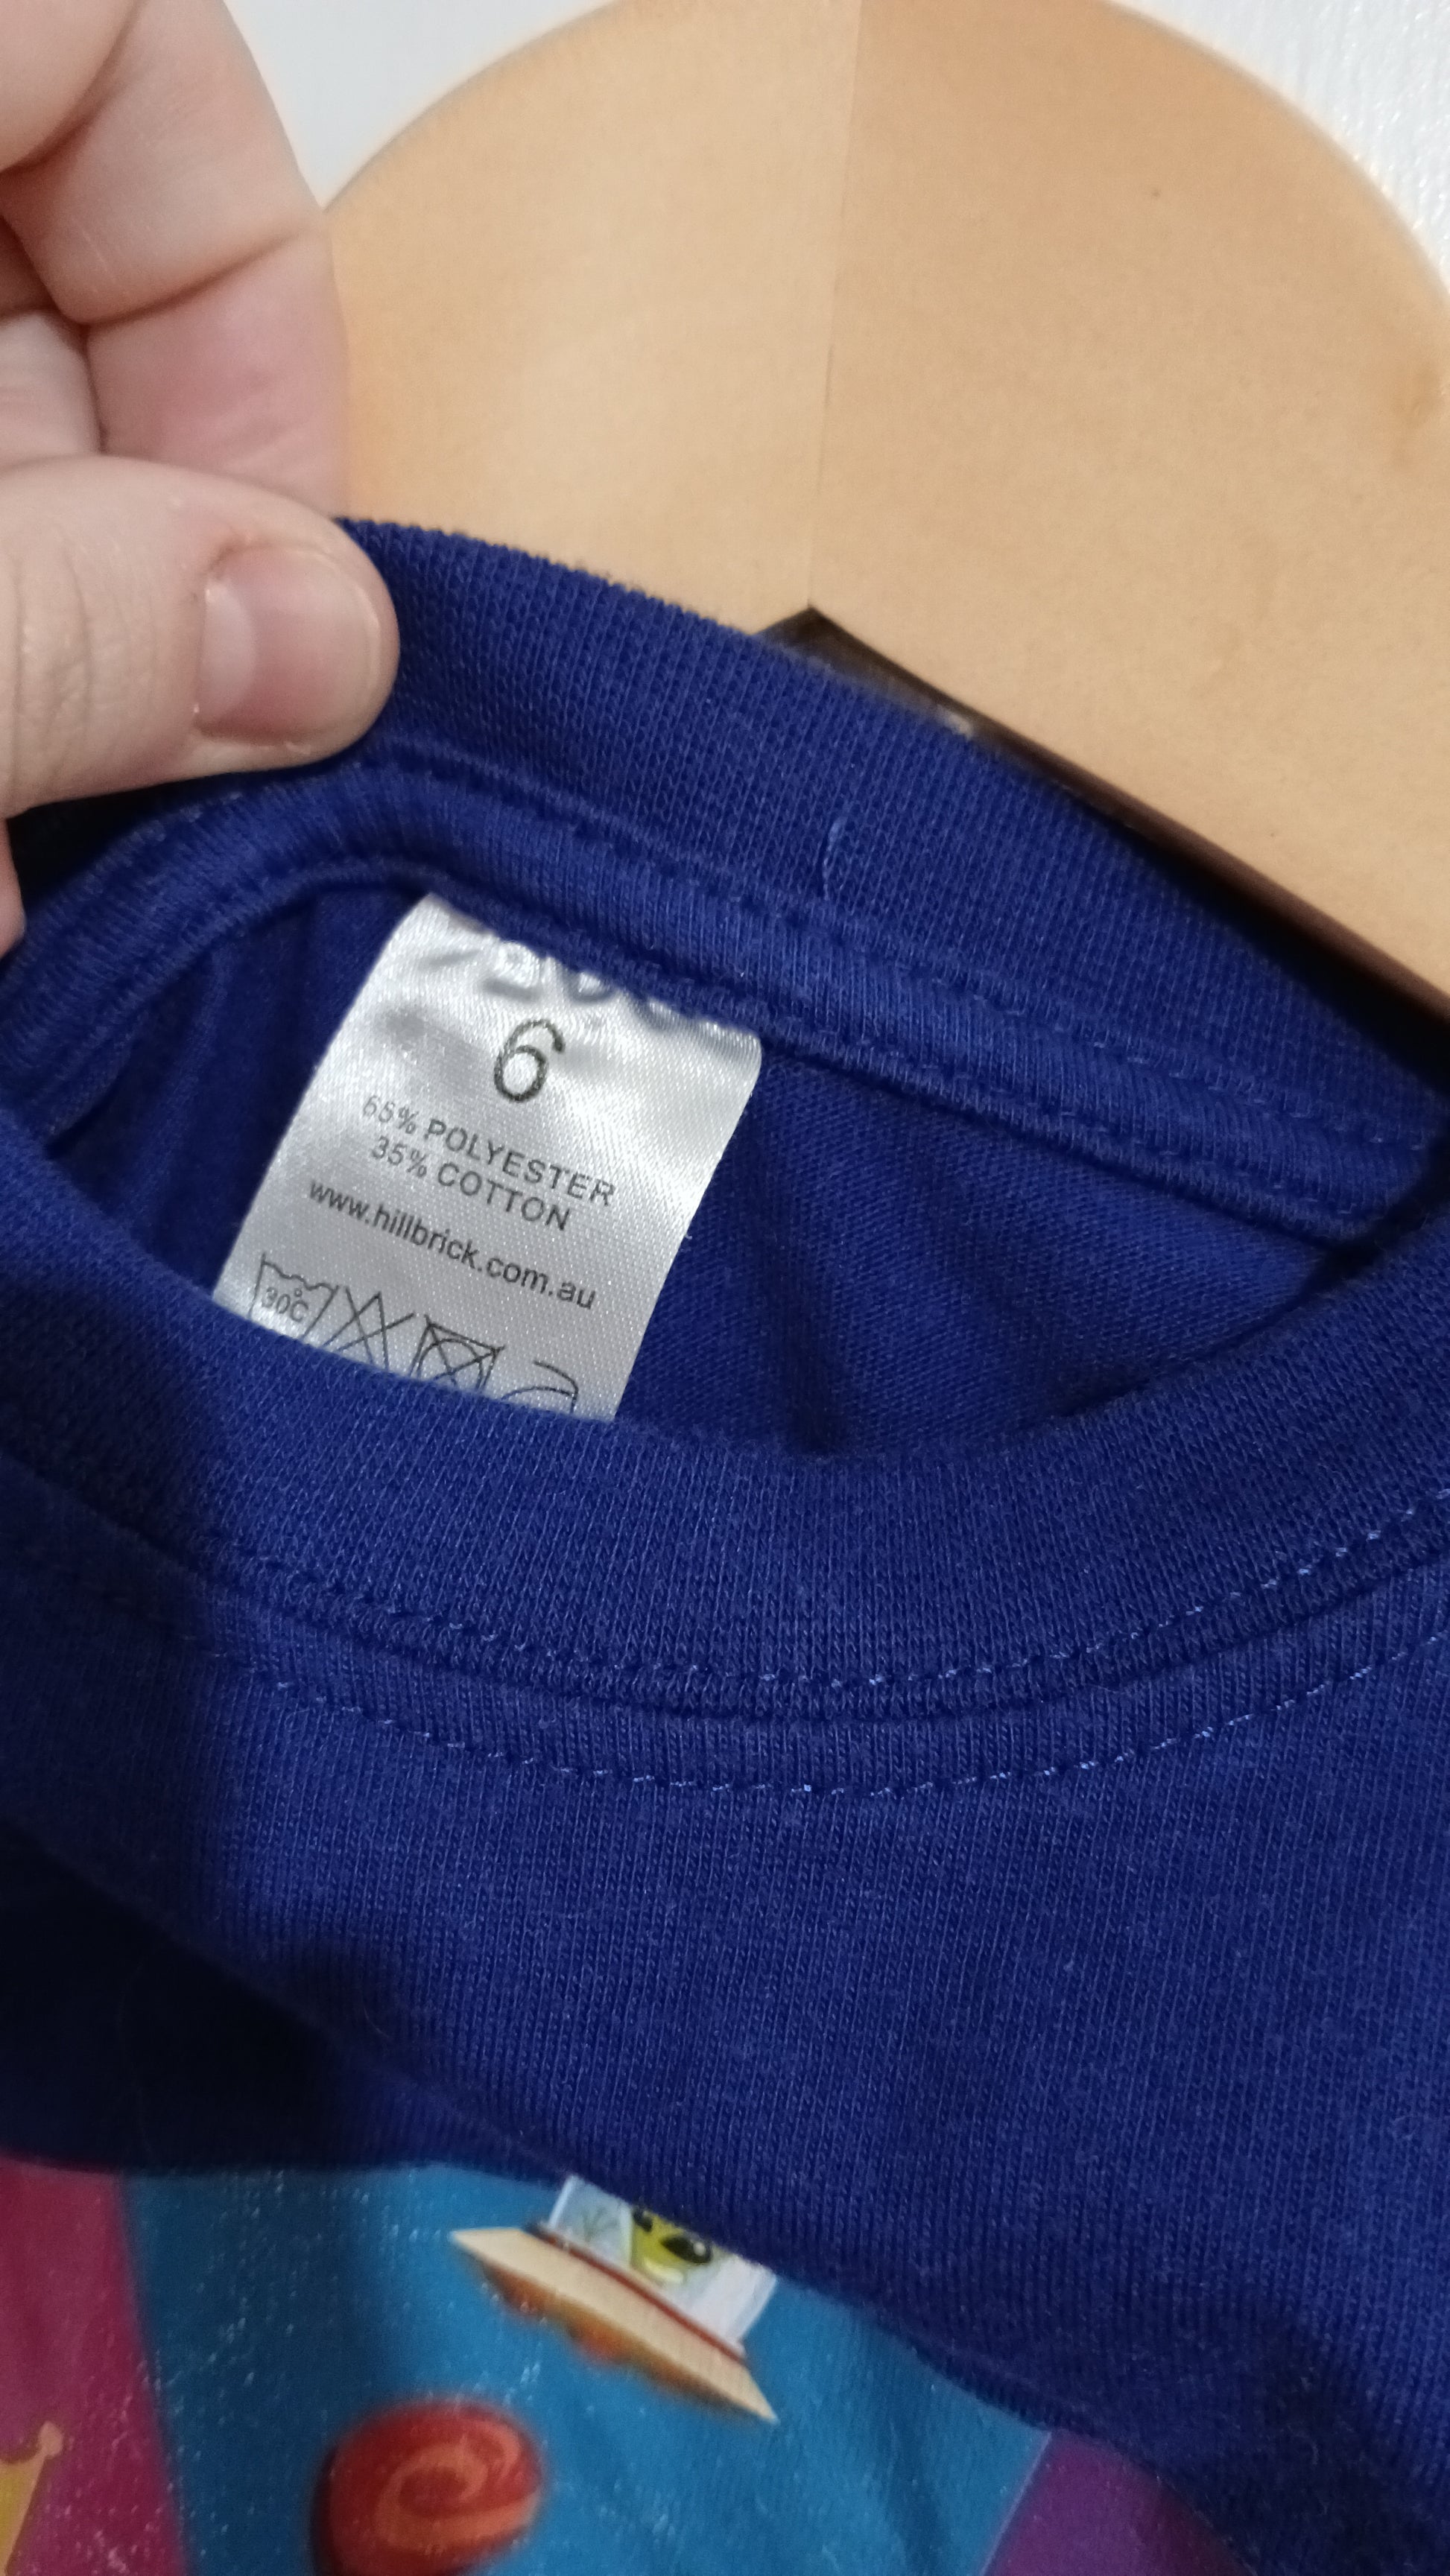 6
65% POLYESTER
35% COTTON
www.hillbrick.com.au
30°C